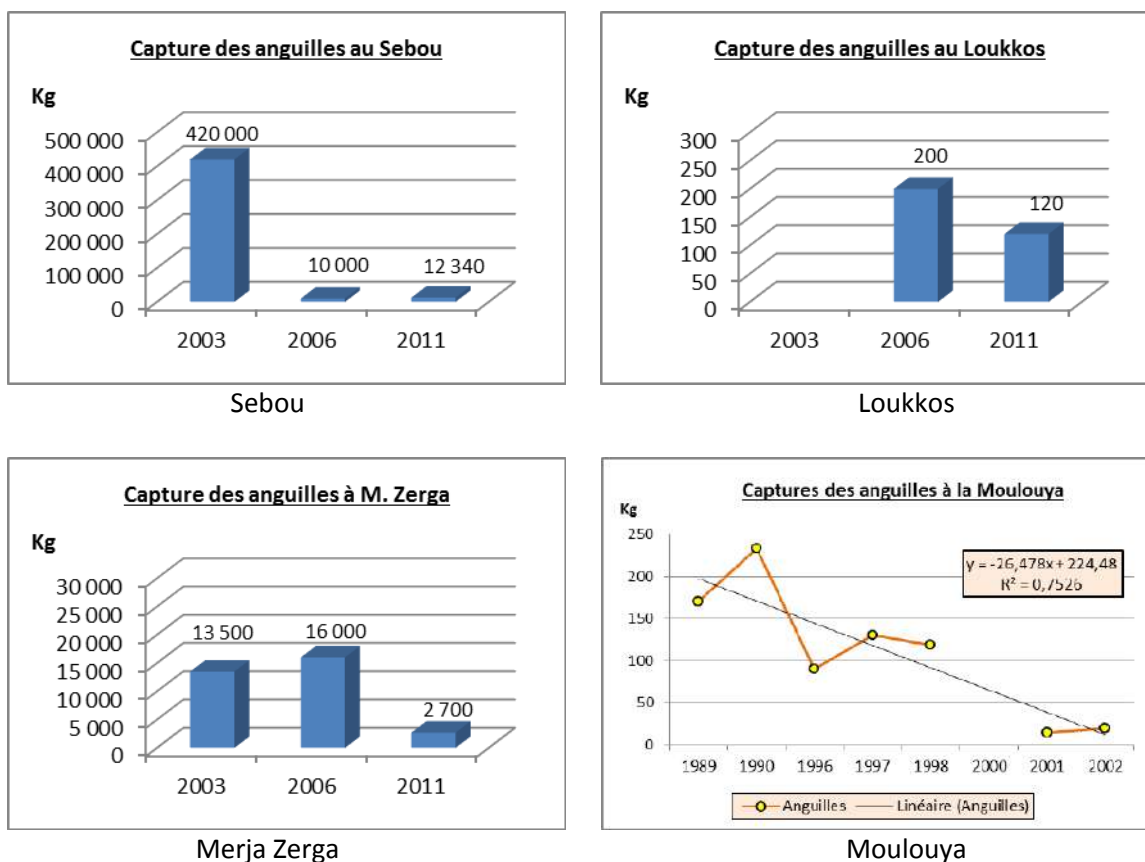 Capture des anguilles au Sebou
Kg
500 000
400 000
300 000
200 000
100 000
0
420 000
10 000
12 340
2003 2006 2011
Sebou
Capture des anguilles au Loukkos
Kg
300
250
200
150
100
50
0
200
120
2003 2006 2011
Loukkos
Capture des anguilles à M. Zerga
Kg
30 000
25 000
20 000
15 000
10 000
5 000
0
13 500
16 000
2 700
2003 2006 2011
Merja Zerga
Captures des anguilles à la Moulouya
Kg
250
200
150
100
50
0
y = -26,478x + 224,48
R² = 0,7526
1989 1990 1996 1997 1998 2000 2001 2002
Anguilles Linéaire (Anguilles)
Moulouya